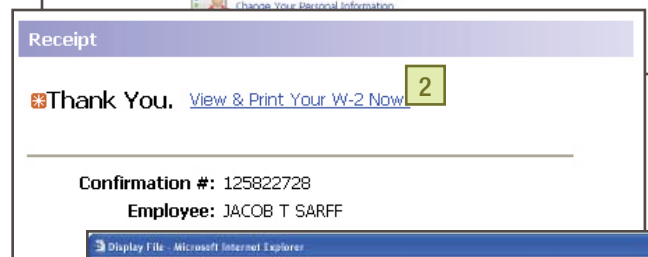 Change Your Personal Information
Receipt
Thank You. View & Print Your W-2 Now
2
Confirmation #: 125822728
Employee: JACOB T SARFF
Display File - Microsoft Internet Explorer